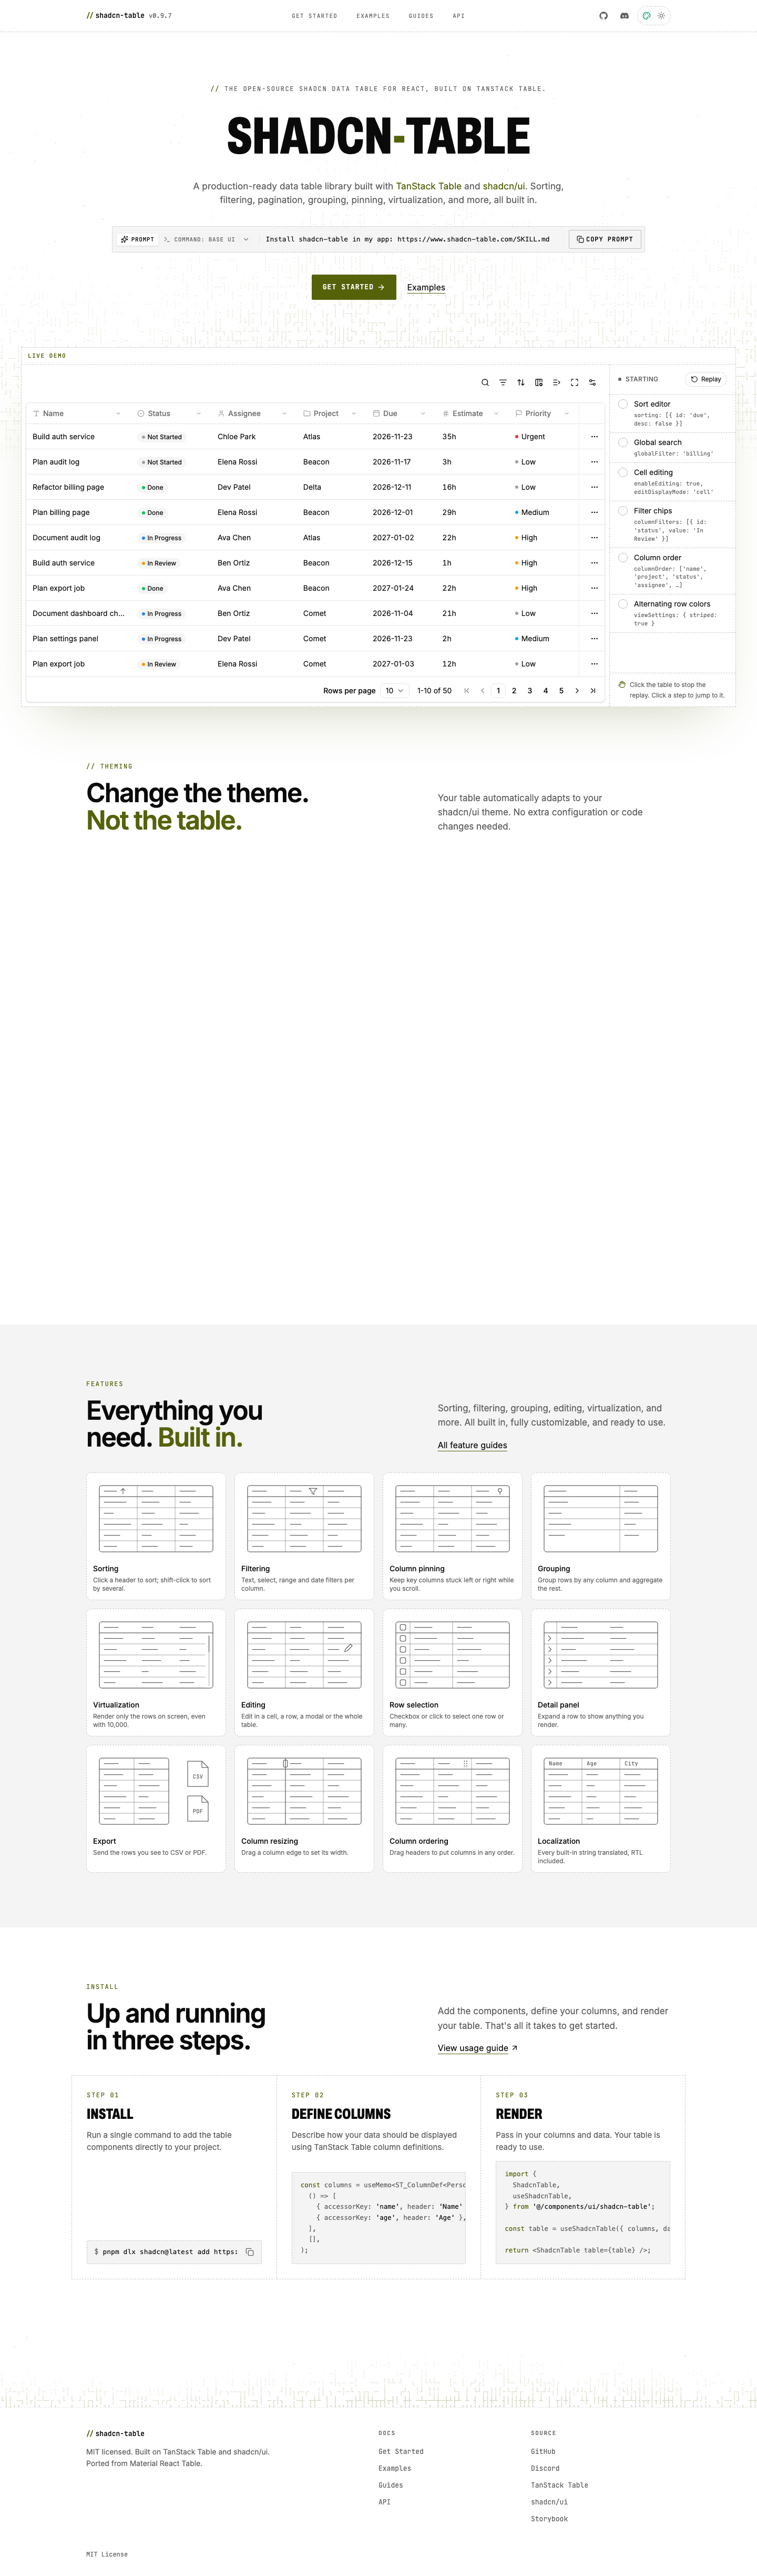 // shadcn-table v0.9.7
GET STARTED EXAMPLES GUIDES API
// THE OPEN-SOURCE SHADCN DATA TABLE FOR REACT, BUILT ON TANSTACK TABLE.
SHADCN-TABLE
A production-ready data table library built with TanStack Table and shadcn/ui. Sorting,
filtering, pagination, grouping, pinning, virtualization, and more, all built in.
PROMPT >_ COMMAND: BASE UI Install shadcn-table in my app: https://www.shadcn-table.com/SKILL.md COPY PROMPT
GET STARTED → Examples
LIVE DEMO
Name Status Assignee Project Due Estimate Priority
Build auth service Not Started Chloe Park Atlas 2026-11-23 35h Urgent
Plan audit log Not Started Elena Rossi Beacon 2026-11-17 3h Low
Refactor billing page Done Dev Patel Delta 2026-12-11 16h Low
Plan billing page Done Elena Rossi Beacon 2026-12-01 29h Medium
Document audit log In Progress Ava Chen Atlas 2027-01-02 22h High
Build auth service In Review Ben Ortiz Beacon 2026-12-15 1h High
Plan export job Done Ava Chen Beacon 2027-01-24 22h High
Document dashboard ch... In Progress Ben Ortiz Comet 2026-11-04 21h Low
Plan settings panel In Progress Dev Patel Comet 2026-11-23 2h Medium
Plan export job In Review Elena Rossi Comet 2027-01-03 12h Low
Rows per page 10 1-10 of 50 1 2 3 4 5
STARTING Replay
Sort editor
sorting: [{ id: 'due',
desc: false }]
Global search
globalFilter: 'billing'
Cell editing
enableEditing: true,
editDisplayMode: 'cell'
Filter chips
columnFilters: [{ id:
'status', value: 'In
Review' }]
Column order
columnOrder: ['name',
'project', 'status',
'assignee', …]
Alternating row colors
viewSettings: { striped:
true }
Click the table to stop the
replay. Click a step to jump to it.
// THEMING
Change the theme.
Not the table.
Your table automatically adapts to your
shadcn/ui theme. No extra configuration or code
changes needed.
FEATURES
Everything you
need. Built in.
Sorting, filtering, grouping, editing, virtualization, and
more. All built in, fully customizable, and ready to use.
All feature guides
Sorting
Click a header to sort; shift-click to sort
by several.
Filtering
Text, select, range and date filters per
column.
Column pinning
Keep key columns stuck left or right while
you scroll.
Grouping
Group rows by any column and aggregate
the rest.
Virtualization
Render only the rows on screen, even
with 10,000.
Editing
Edit in a cell, a row, a modal or the whole
table.
Row selection
Checkbox or click to select one row or
many.
Detail panel
Expand a row to show anything you
render.
CSV
PDF
Export
Send the rows you see to CSV or PDF.
Column resizing
Drag a column edge to set its width.
Column ordering
Drag headers to put columns in any order.
Name Age City
Localization
Every built-in string translated, RTL
included.
INSTALL
Up and running
in three steps.
Add the components, define your columns, and render
your table. That's all it takes to get started.
View usage guide
STEP 01
INSTALL
Run a single command to add the table
components directly to your project.
$ pnpm dlx shadcn@latest add https:
STEP 02
DEFINE COLUMNS
Describe how your data should be displayed
using TanStack Table column definitions.
const columns = useMemo<ST_ColumnDef<Perso
() => [
{ accessorKey: 'name', header: 'Name'
{ accessorKey: 'age', header: 'Age' },
],
[],
);
STEP 03
RENDER
Pass in your columns and data. Your table is
ready to use.
import {
ShadcnTable,
useShadcnTable,
} from '@/components/ui/shadcn-table';
const table = useShadcnTable({ columns, da
return <ShadcnTable table={table} />;
// shadcn-table
MIT licensed. Built on TanStack Table and shadcn/ui.
Ported from Material React Table.
DOCS
Get Started
Examples
Guides
API
SOURCE
GitHub
Discord
TanStack Table
shadcn/ui
Storybook
MIT License